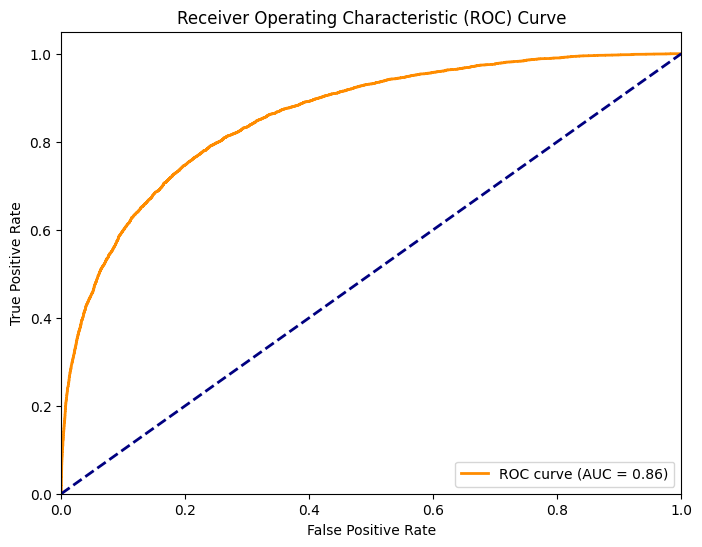 Receiver Operating Characteristic (ROC) Curve
1.0
0.8
0.6
0.4
0.2
0.0
True Positive Rate
ROC curve (AUC = 0.86)
0.0 0.2 0.4 0.6 0.8 1.0
False Positive Rate